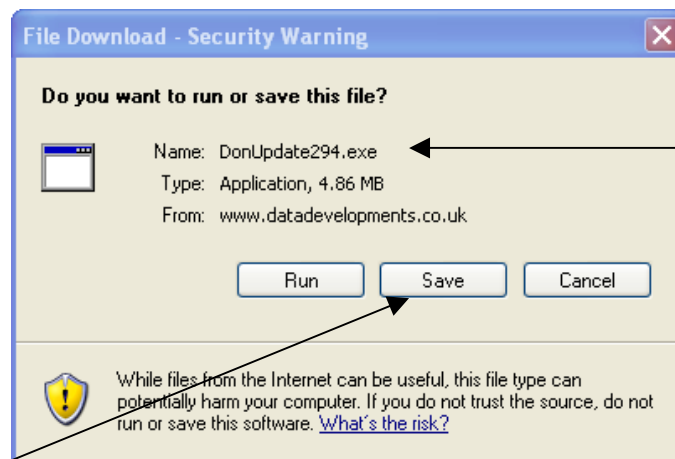 File Download - Security Warning
Do you want to run or save this file?
Name: DonUpdate294.exe
Type: Application, 4.86 MB
From: www.datadevelopments.co.uk
Run Save Cancel
While files from the Internet can be useful, this file type can
potentially harm your computer. If you do not trust the source, do not
run or save this software. What's the risk?